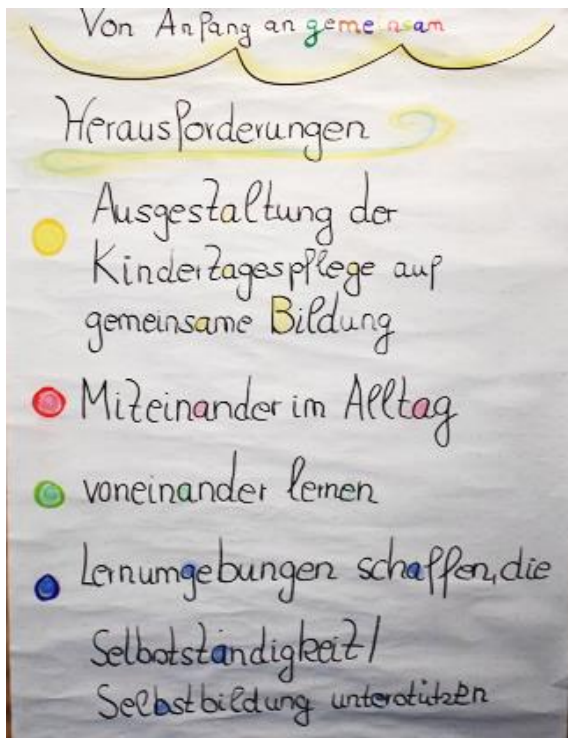 Von Anfang an gemeinsam
Herausforderungen
Ausgestaltung der
Kindertagespflege auf
gemeinsame Bildung
Miteinander im Alltag
voneinander lernen
Lernumgebungen schaffen, die
Selbstständigkeit/
Selbstbildung unterstützen